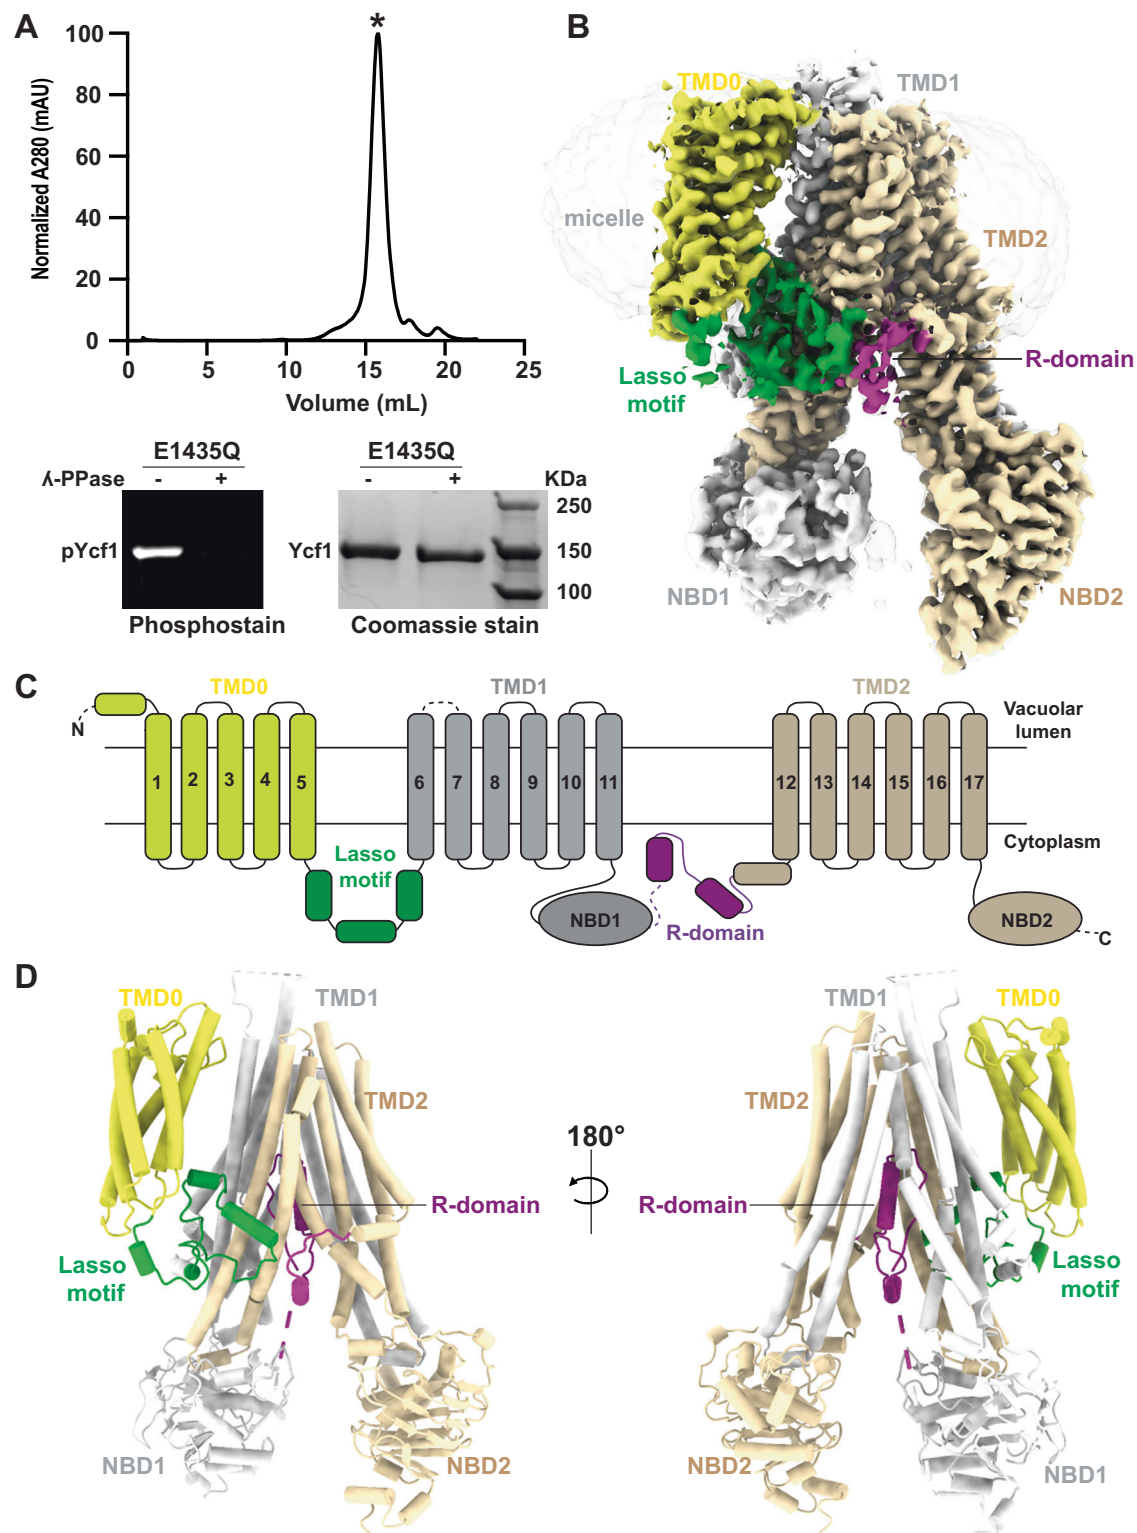 A
*
100
80
60
40
20
0
Normalized A280 (mAU)
0 5 10 15 20 25
Volume (mL)
E1435Q
E1435Q
λ-PPase - +
- + KDa
pYcf1
Ycf1
250
150
100
Phosphostain
Coomassie stain
B
TMD0
TMD1
micelle
TMD2
Lasso
motif
R-domain
NBD1
NBD2
C
TMD0
TMD1
TMD2
N
Vacuolar
lumen
1 2 3 4 5 6 7 8 9 10 11 12 13 14 15 16 17
Cytoplasm
Lasso
motif
NBD1
R-domain
NBD2
C
D
TMD0
TMD1
TMD2
R-domain
Lasso
motif
NBD1
NBD2
180°
TMD1
TMD0
TMD2
R-domain
Lasso
motif
NBD2
NBD1